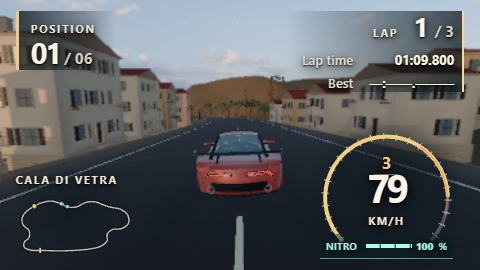 POSITION
01 / 06
LAP 1 / 3
Lap time 01:09.800
Best --:--.---
CALA DI VETRA
3
79
KM/H
NITRO 100 %